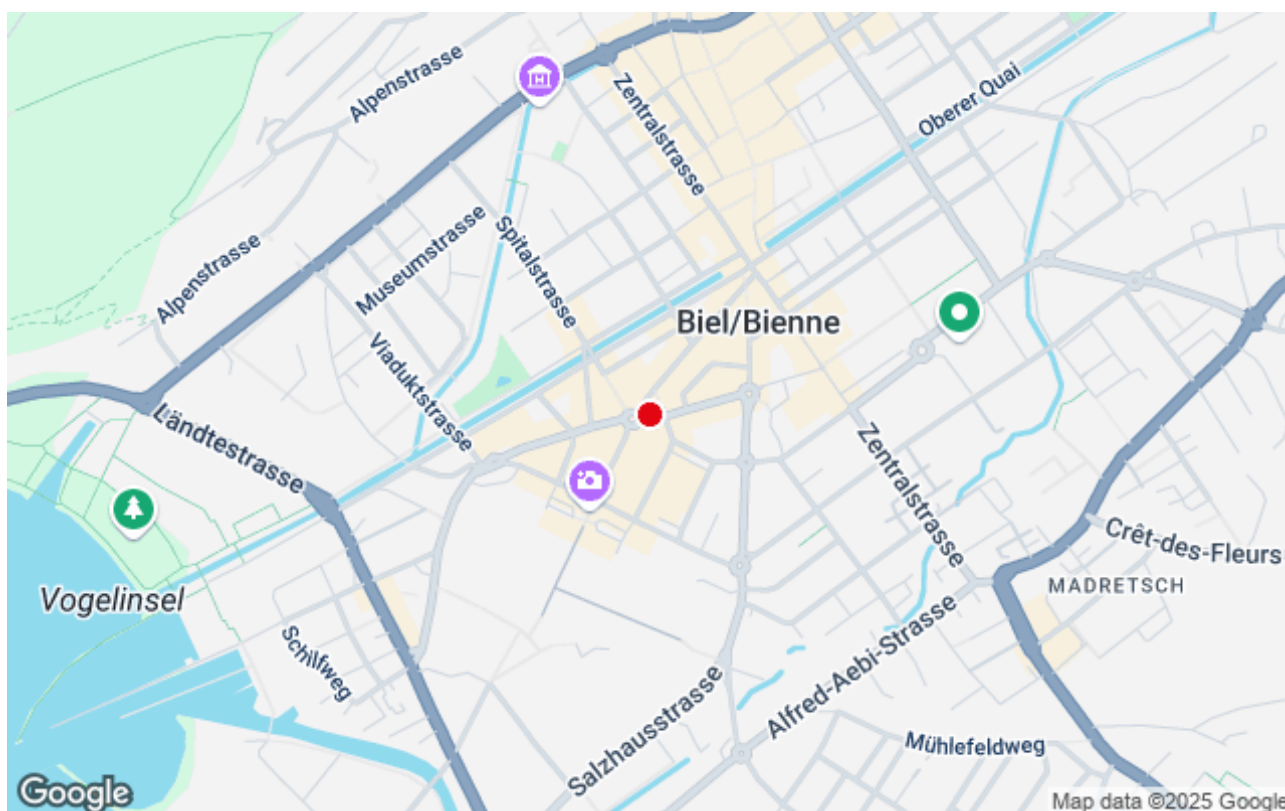 Alpenstrasse
Zentralstrasse
Oberer Quai
Museumstrasse
Spitalstrasse
Alpenstrasse
Biel/Bienne
Viaduktstrasse
Ländtestrasse
Zentralstrasse
Crêt-des-Fleurs
MADRETSCH
Vogelinsel
Schilfweg
Alfred-Aebi-Strasse
Salzhausstrasse
Mühlefeldweg
Google
Map data ©2025 Google